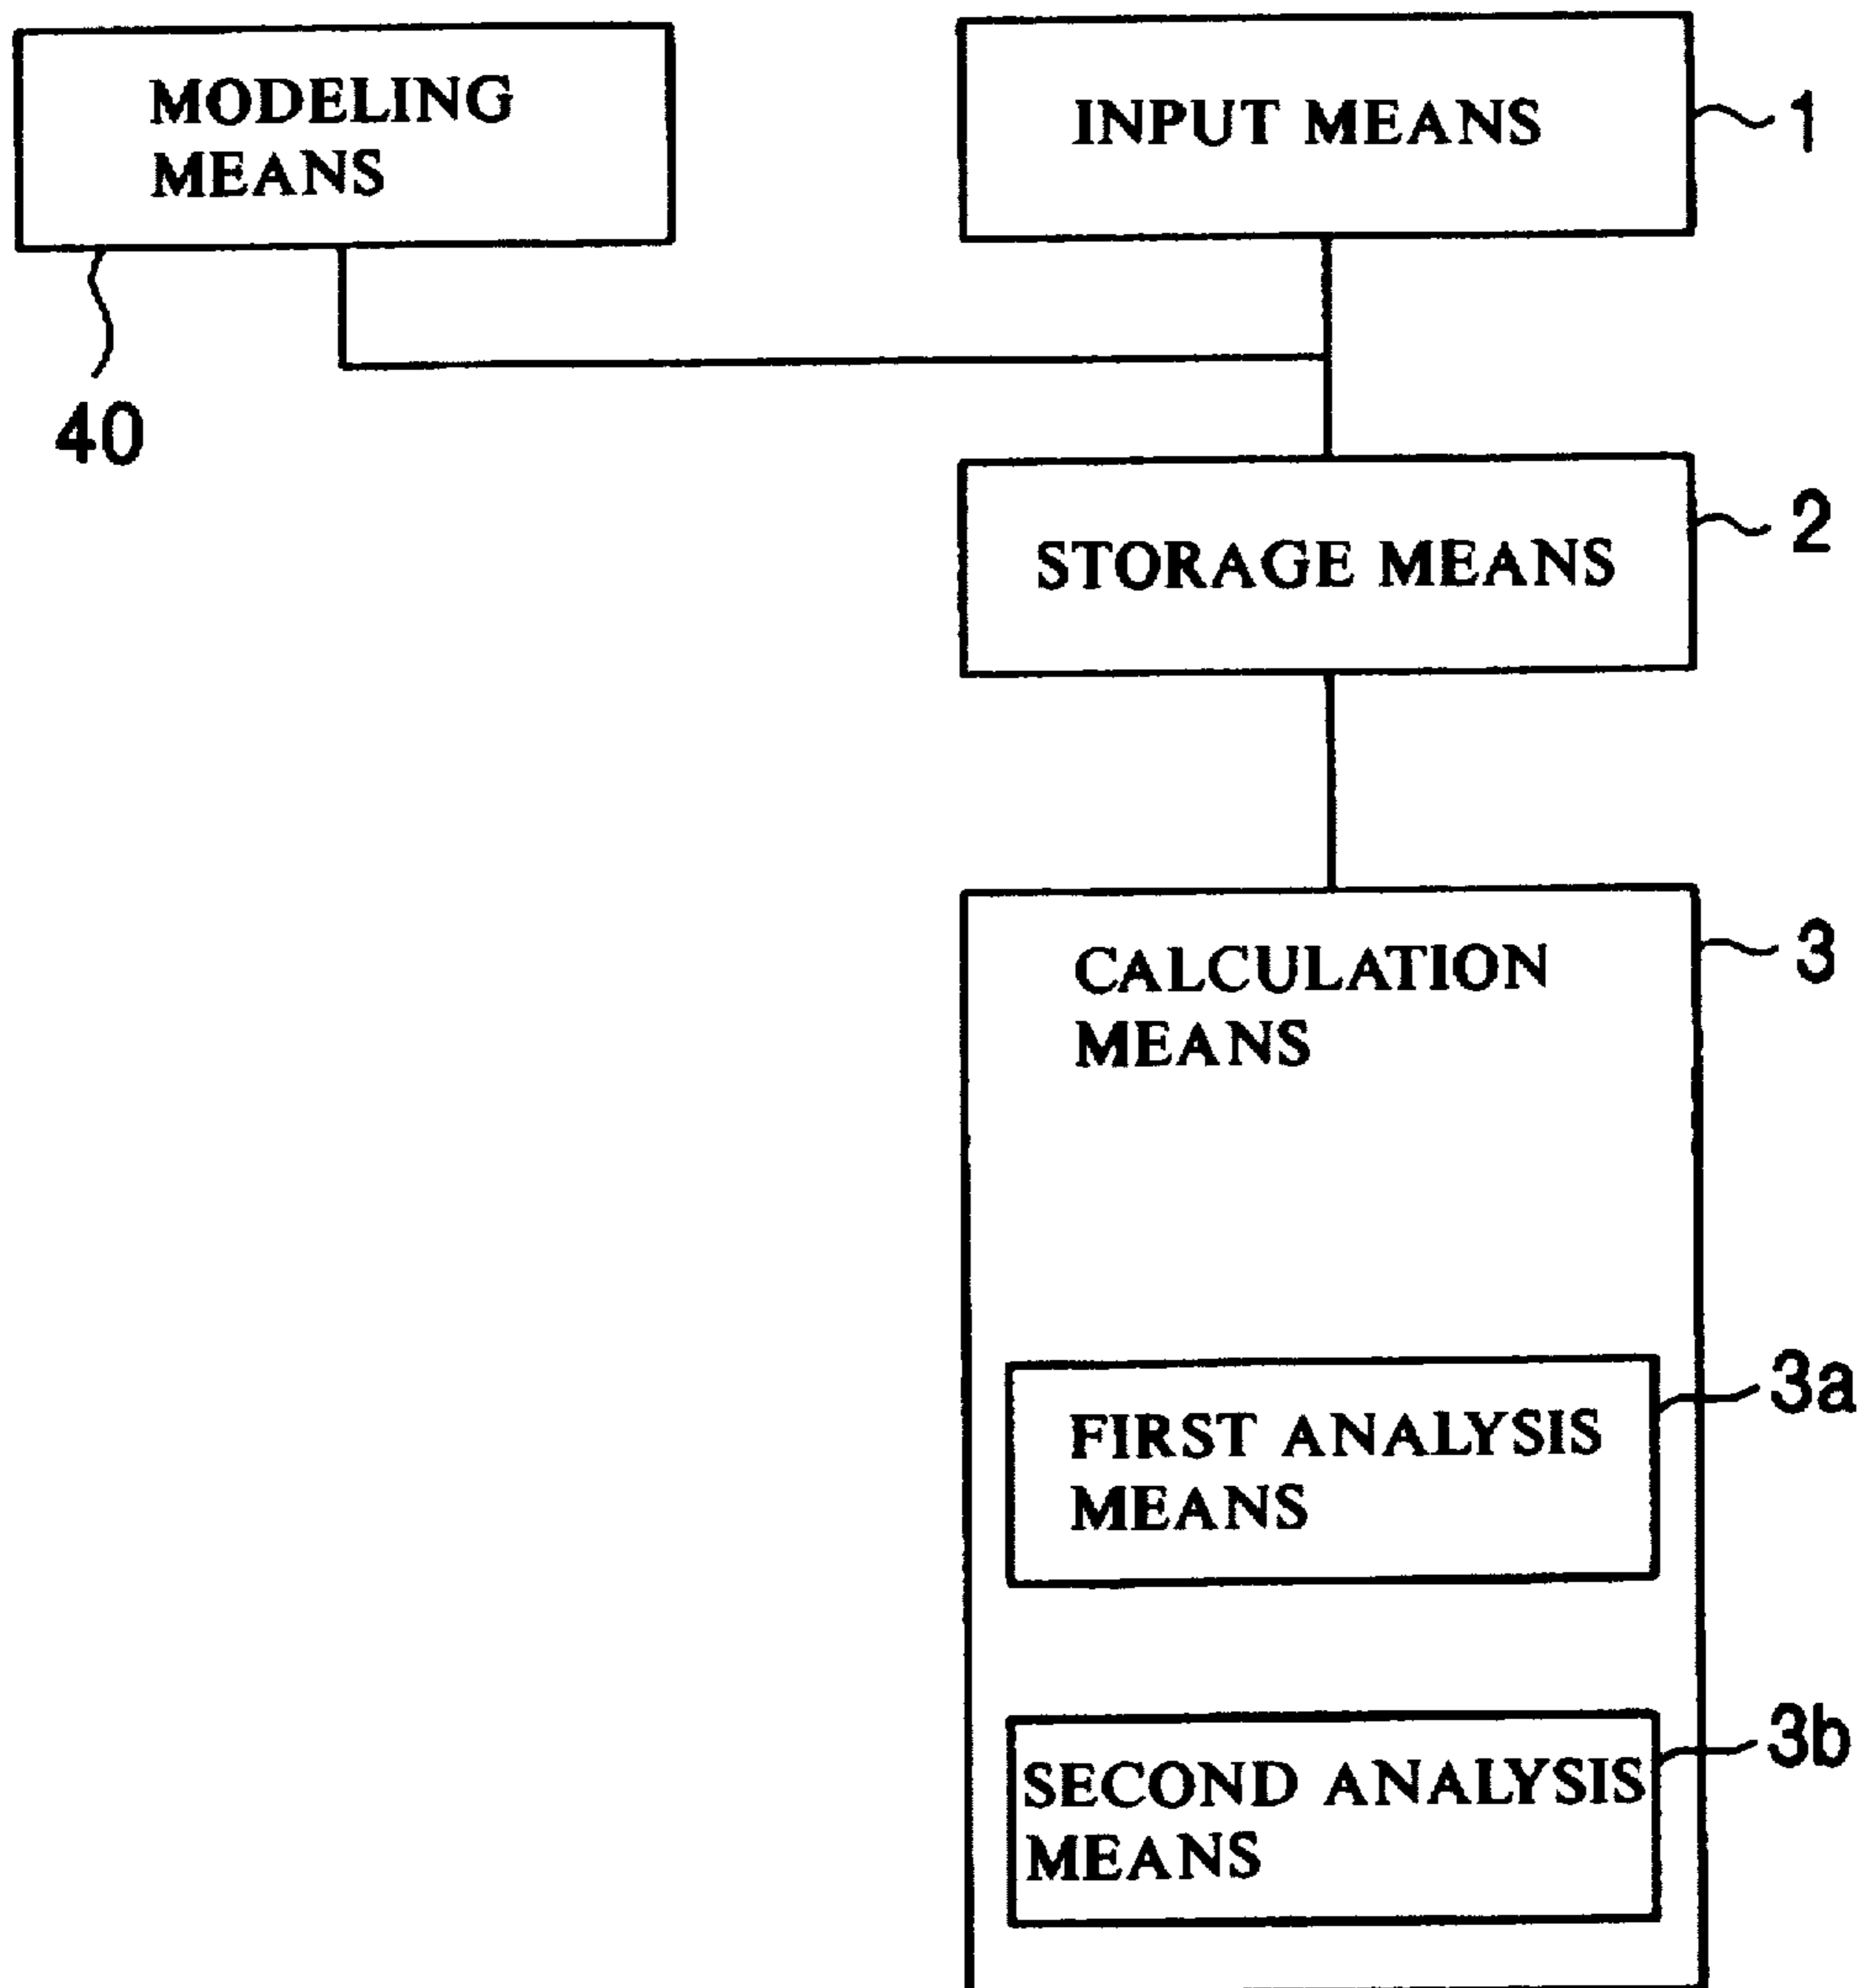 MODELING
MEANS
40
INPUT MEANS
1
STORAGE MEANS
2
CALCULATION
MEANS
3
FIRST ANALYSIS
MEANS
3a
SECOND ANALYSIS
MEANS
3b